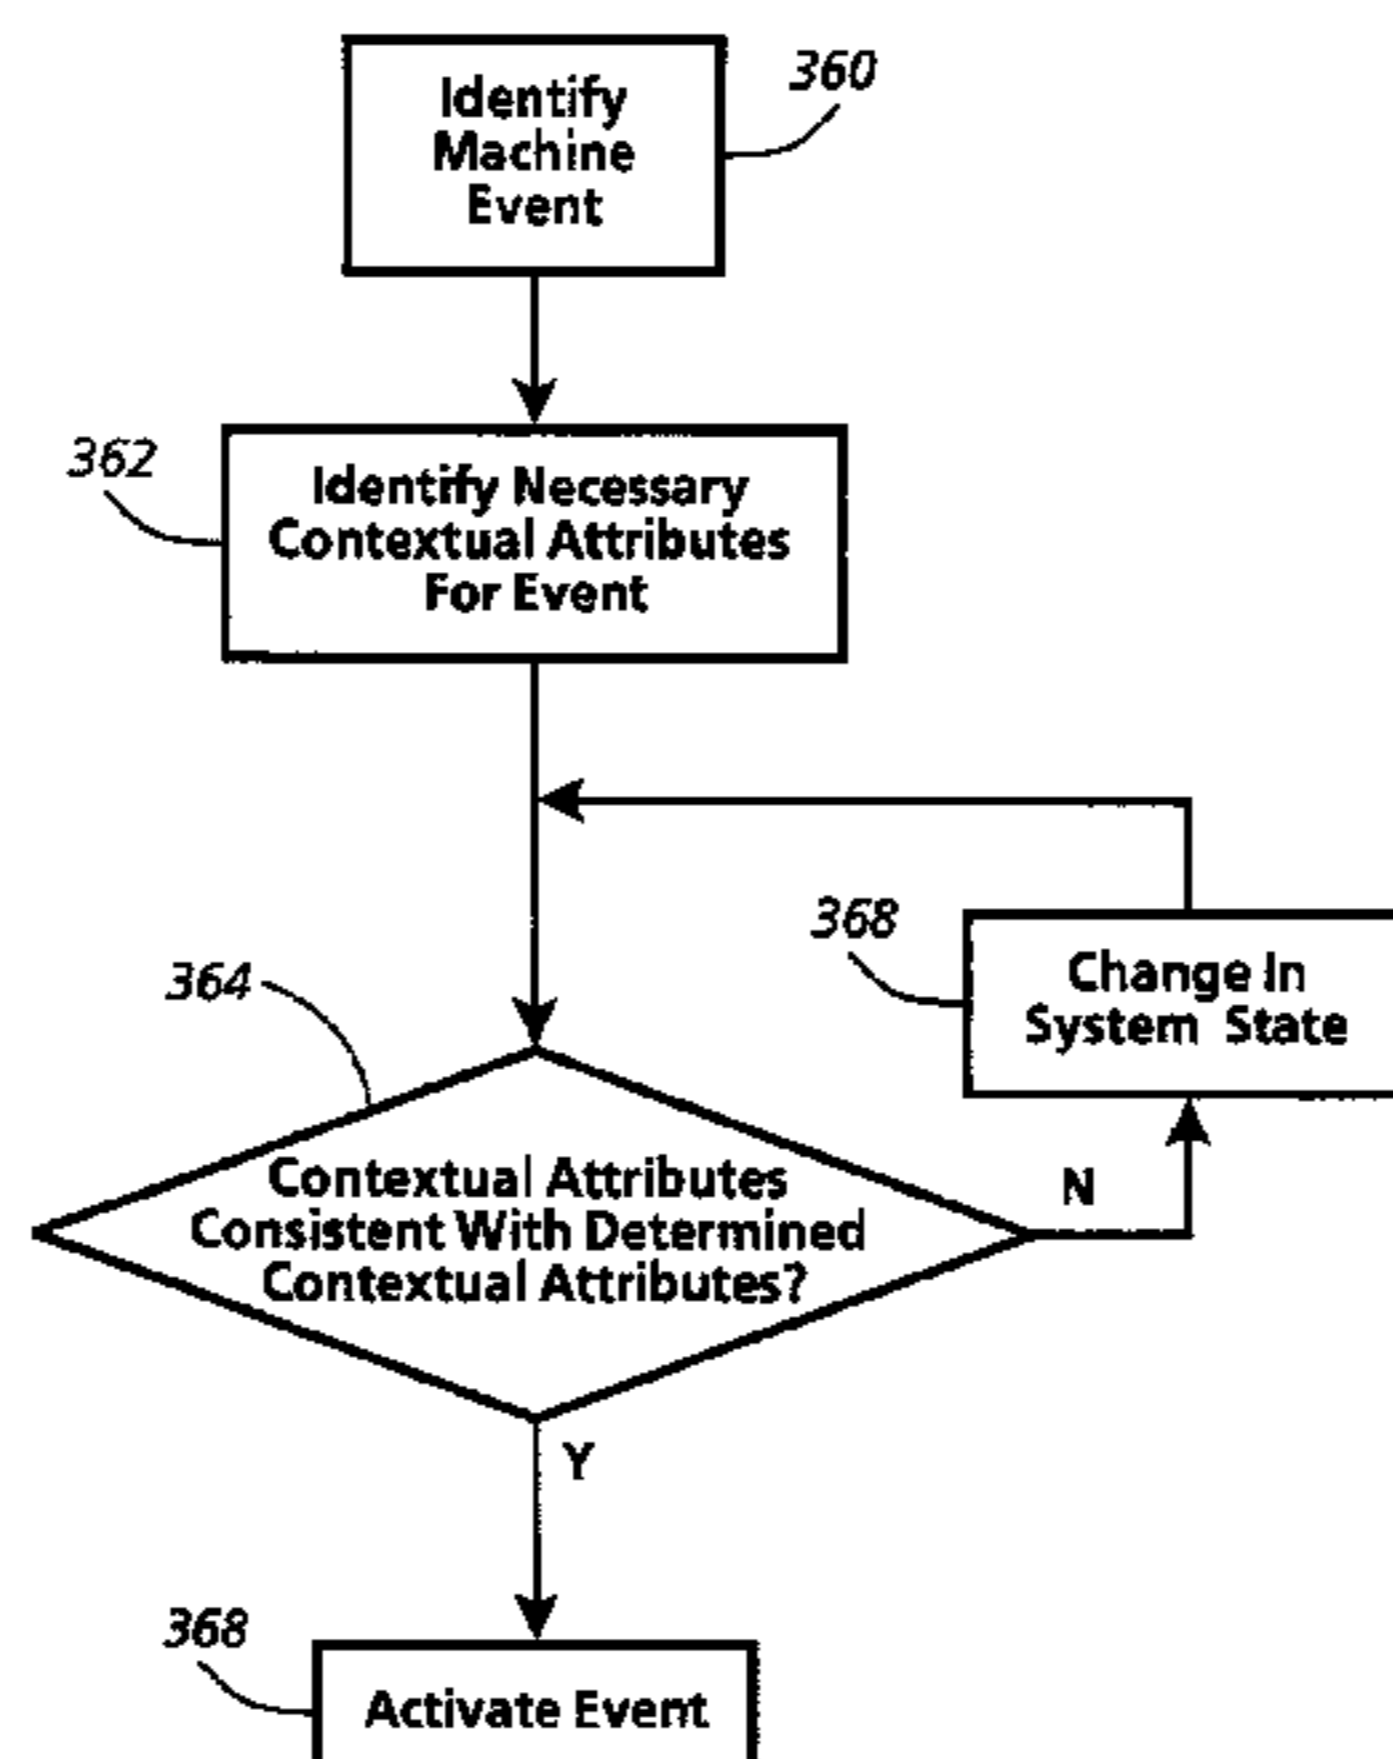 Identify
Machine
Event
360
362
Identify Necessary
Contextual Attributes
For Event
368
Change In
System State
364
Contextual Attributes
Consistent With Determined
Contextual Attributes?
N
Y
368
Activate Event